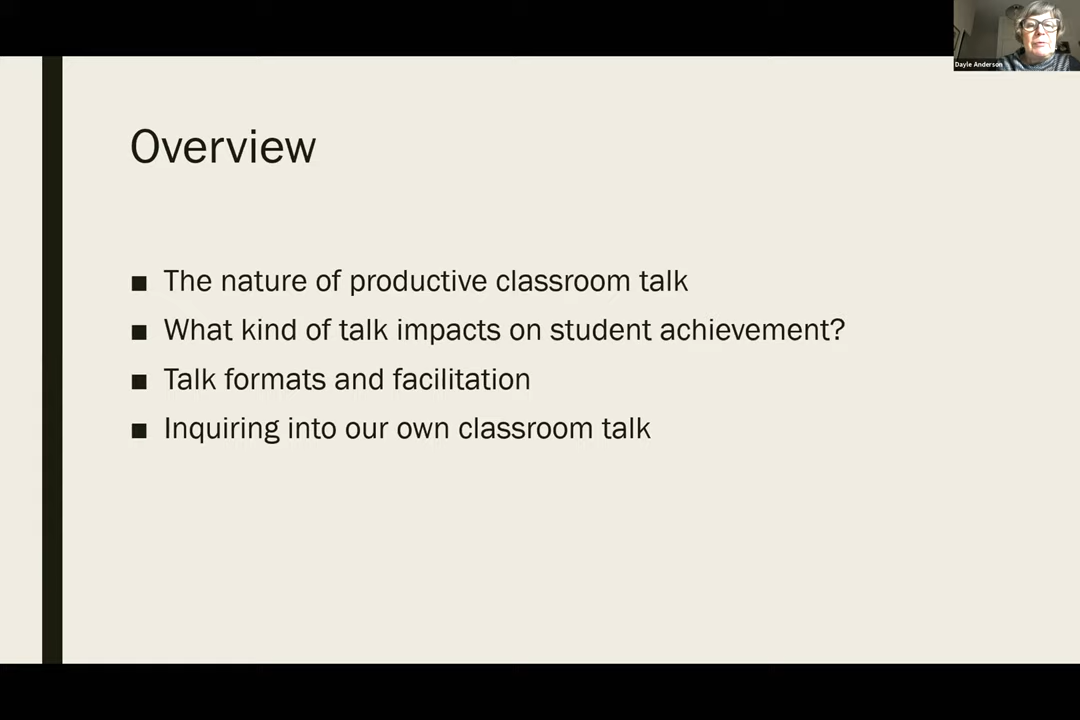 Dayle Anderson
Overview
■ The nature of productive classroom talk
■ What kind of talk impacts on student achievement?
■ Talk formats and facilitation
■ Inquiring into our own classroom talk